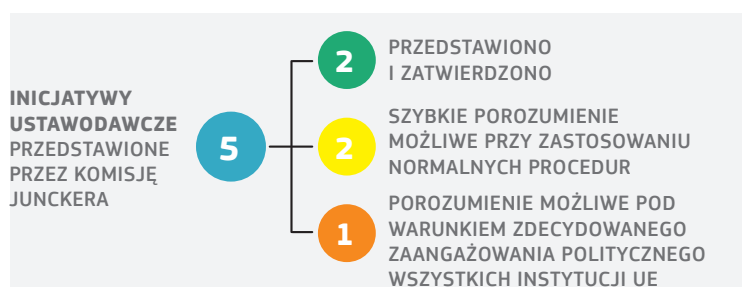 INICJATYWY
USTAWODAWCZE
PRZEDSTAWIONE
PRZEZ KOMISJĘ
JUNCKERA
5
2
PRZEDSTAWIONO
I ZATWIERDZONO
2
SZYBKIE POROZUMIENIE
MOŻLIWE PRZY ZASTOSOWANIU
NORMALNYCH PROCEDUR
1
POROZUMIENIE MOŻLIWE POD
WARUNKIEM ZDECYDOWANEGO
ZAANGAŻOWANIA POLITYCZNEGO
WSZYSTKICH INSTYTUCJI UE